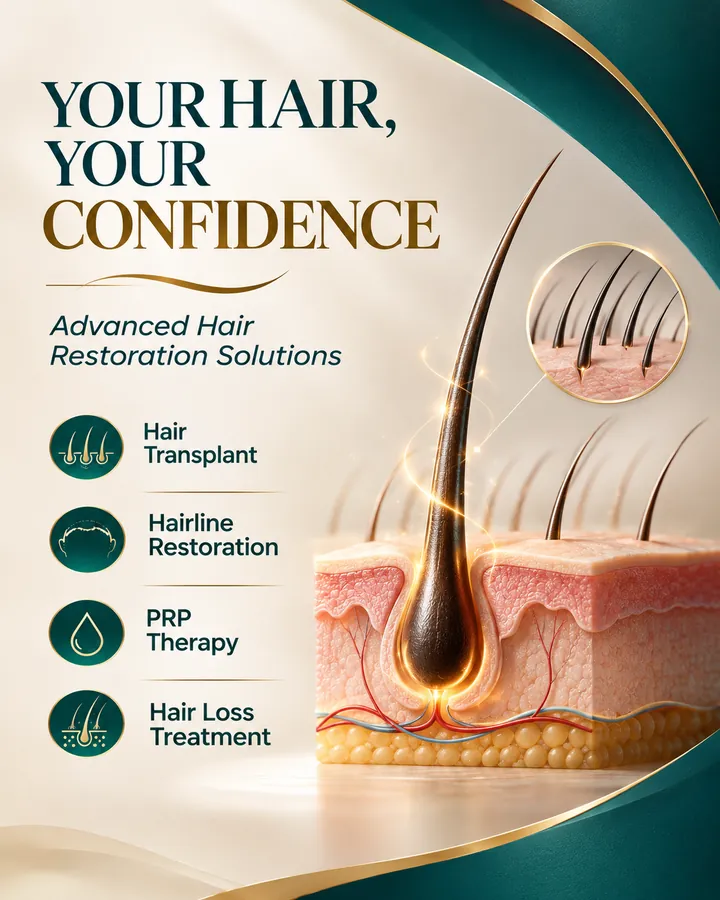 YOUR HAIR,
YOUR
CONFIDENCE
Advanced Hair
Restoration Solutions
Hair
Transplant
Hairline
Restoration
PRP
Therapy
Hair Loss
Treatment